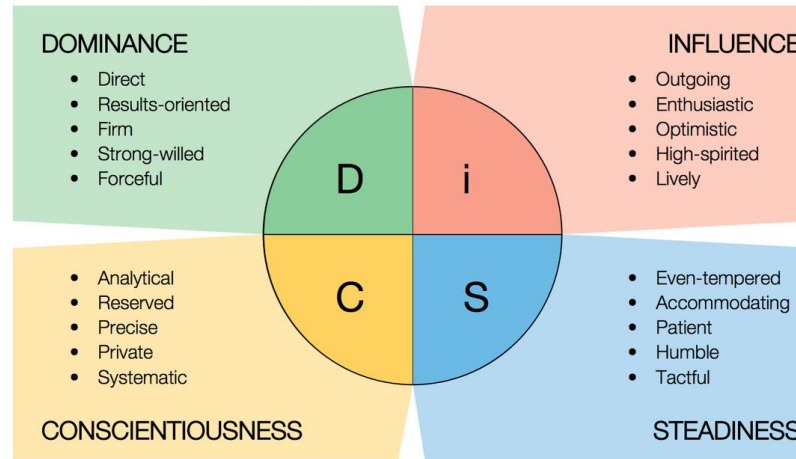 DOMINANCE
• Direct
• Results-oriented
• Firm
• Strong-willed
• Forceful
INFLUENCE
• Outgoing
• Enthusiastic
• Optimistic
• High-spirited
• Lively
D
i
C
S
• Analytical
• Reserved
• Precise
• Private
• Systematic
CONSCIENTIOUSNESS
• Even-tempered
• Accommodating
• Patient
• Humble
• Tactful
STEADINESS